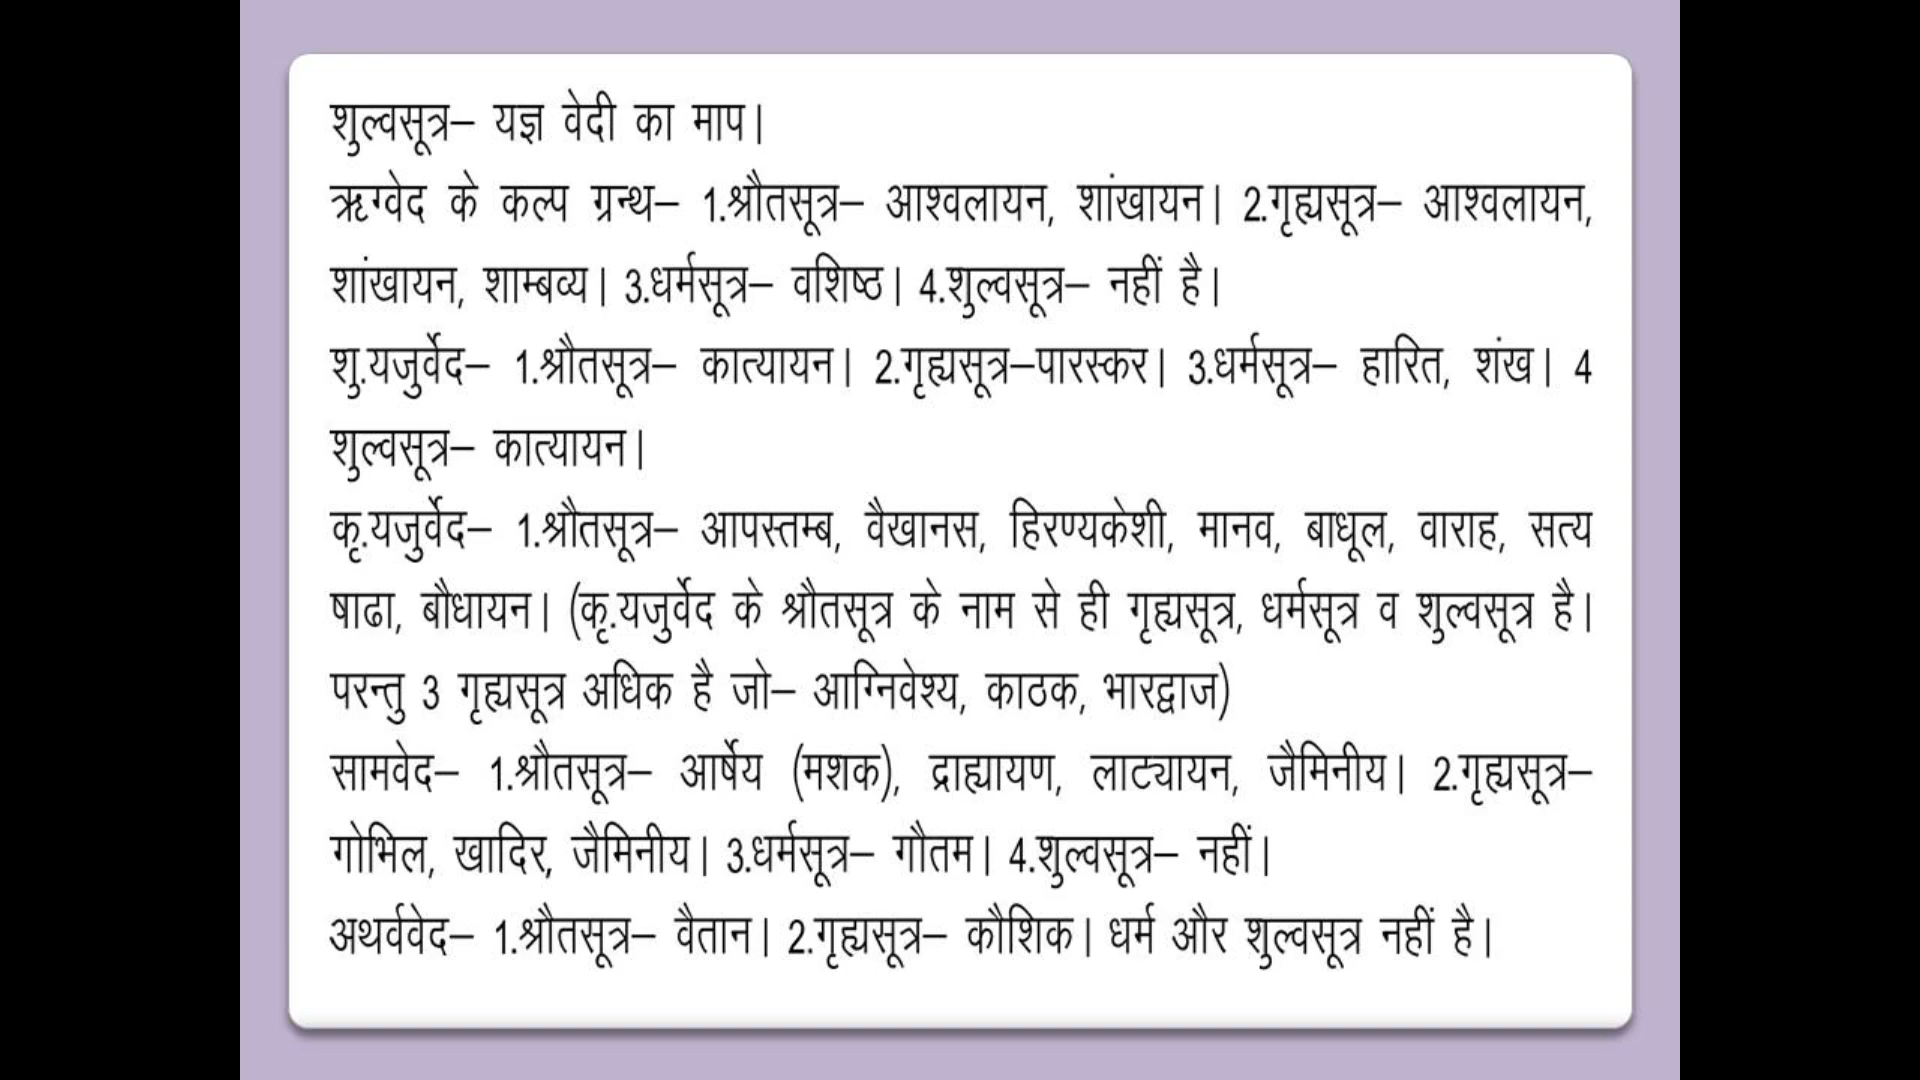 शुल्वसूत्र– यज्ञ वेदी का माप।
ऋग्वेद के कल्प ग्रन्थ– 1.श्रौतसूत्र– आश्वलायन, शांखायन। 2.गृह्यसूत्र– आश्वलायन,
शांखायन, शाम्बव्य। 3.धर्मसूत्र– वशिष्ठ। 4.शुल्वसूत्र– नहीं है।
शु.यजुर्वेद– 1.श्रौतसूत्र– कात्यायन। 2.गृह्यसूत्र–पारस्कर। 3.धर्मसूत्र– हारित, शंख। 4
शुल्वसूत्र– कात्यायन।
कृ.यजुर्वेद– 1.श्रौतसूत्र– आपस्तम्ब, वैखानस, हिरण्यकेशी, मानव, बाधूल, वाराह, सत्य
षाढा, बौधायन। (कृ.यजुर्वेद के श्रौतसूत्र के नाम से ही गृह्यसूत्र, धर्मसूत्र व शुल्वसूत्र है।
परन्तु 3 गृह्यसूत्र अधिक है जो– आग्निवेश्य, काठक, भारद्वाज)
सामवेद– 1.श्रौतसूत्र– आर्षेय (मशक), द्राह्यायण, लाट्यायन, जैमिनीय। 2.गृह्यसूत्र–
गोभिल, खादिर, जैमिनीय। 3.धर्मसूत्र– गौतम। 4.शुल्वसूत्र– नहीं।
अथर्ववेद– 1.श्रौतसूत्र– वैतान। 2.गृह्यसूत्र– कौशिक। धर्म और शुल्वसूत्र नहीं है।